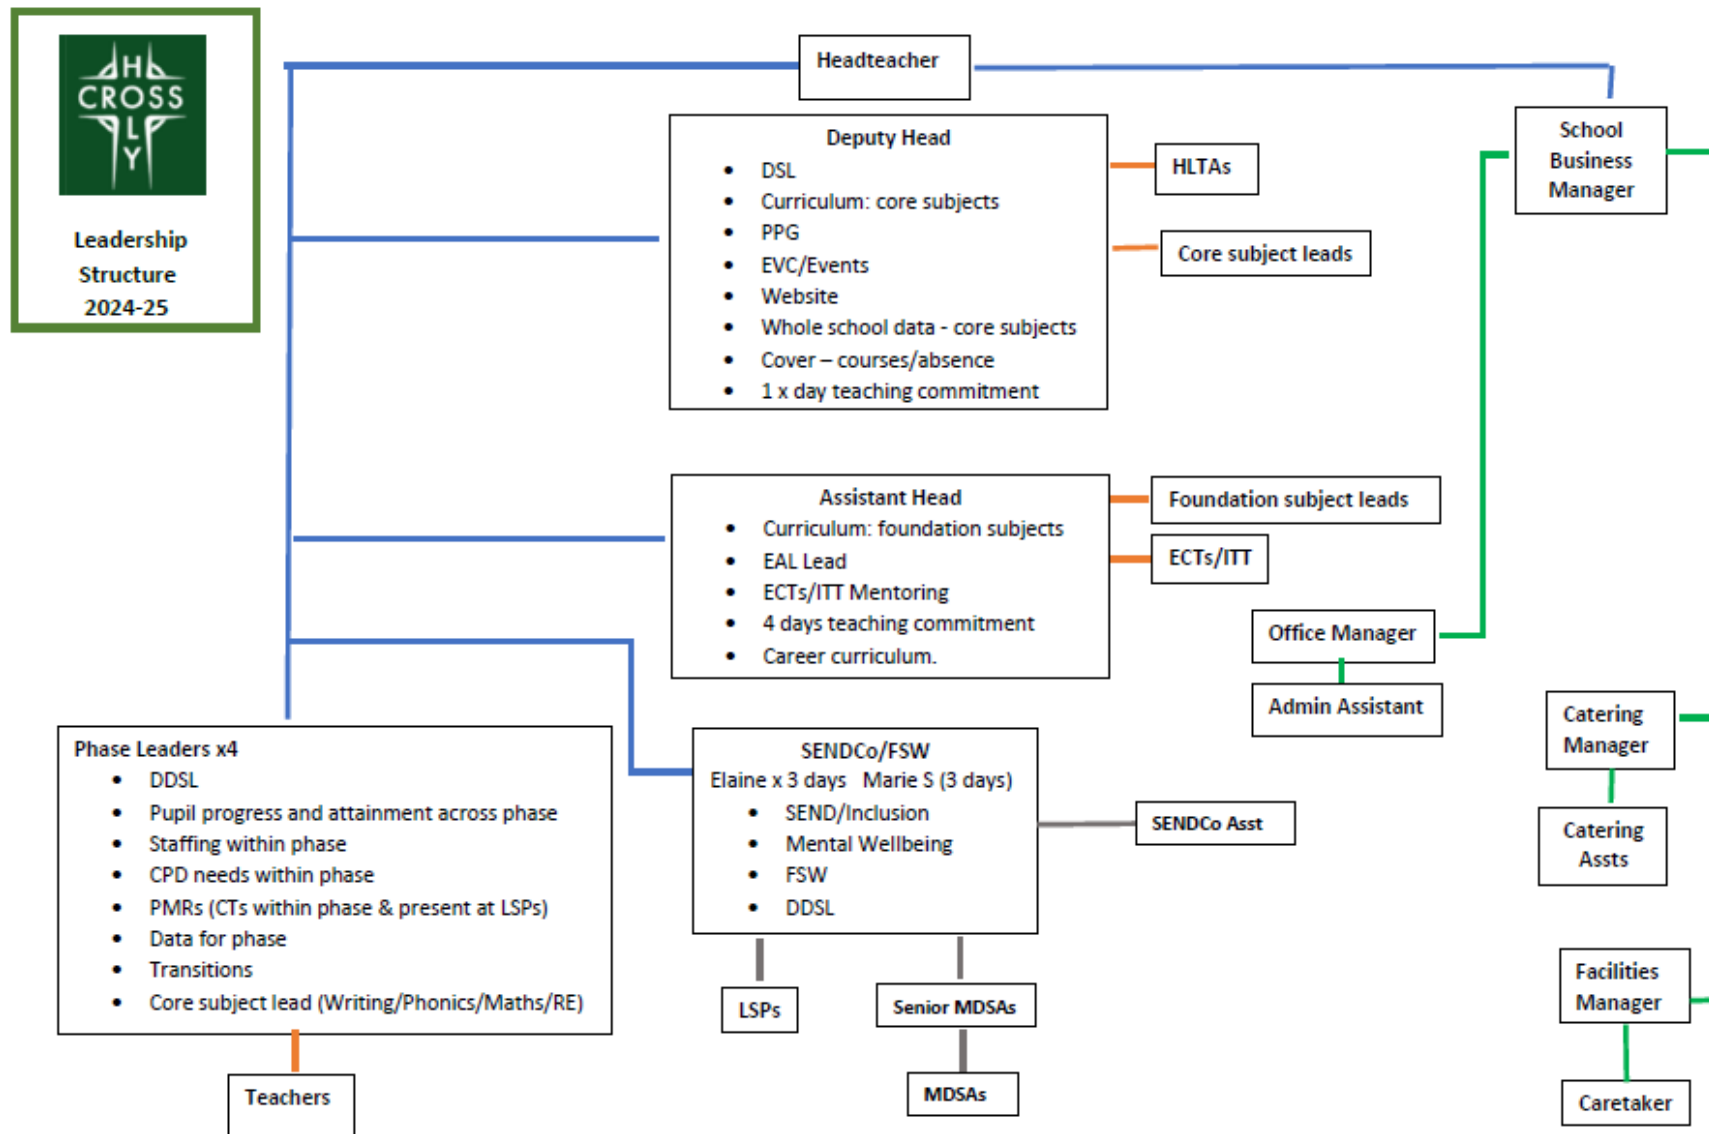 HOLY
CROSS
Leadership
Structure
2024-25
Headteacher
Deputy Head
• DSL
• Curriculum: core subjects
• PPG
• EVC/Events
• Website
• Whole school data - core subjects
• Cover – courses/absence
• 1 x day teaching commitment
HLTAs
Core subject leads
School
Business
Manager
Assistant Head
• Curriculum: foundation subjects
• EAL Lead
• ECTs/ITT Mentoring
• 4 days teaching commitment
• Career curriculum.
Foundation subject leads
ECTs/ITT
Office Manager
Admin Assistant
Catering
Manager
Catering
Assts
Phase Leaders x4
• DDSL
• Pupil progress and attainment across phase
• Staffing within phase
• CPD needs within phase
• PMRs (CTs within phase & present at LSPs)
• Data for phase
• Transitions
• Core subject lead (Writing/Phonics/Maths/RE)
Teachers
SENDCo/FSW
Elaine x 3 days Marie S (3 days)
• SEND/Inclusion
• Mental Wellbeing
• FSW
• DDSL
SENDCo Asst
LSPs
Senior MDSAs
MDSAs
Facilities
Manager
Caretaker